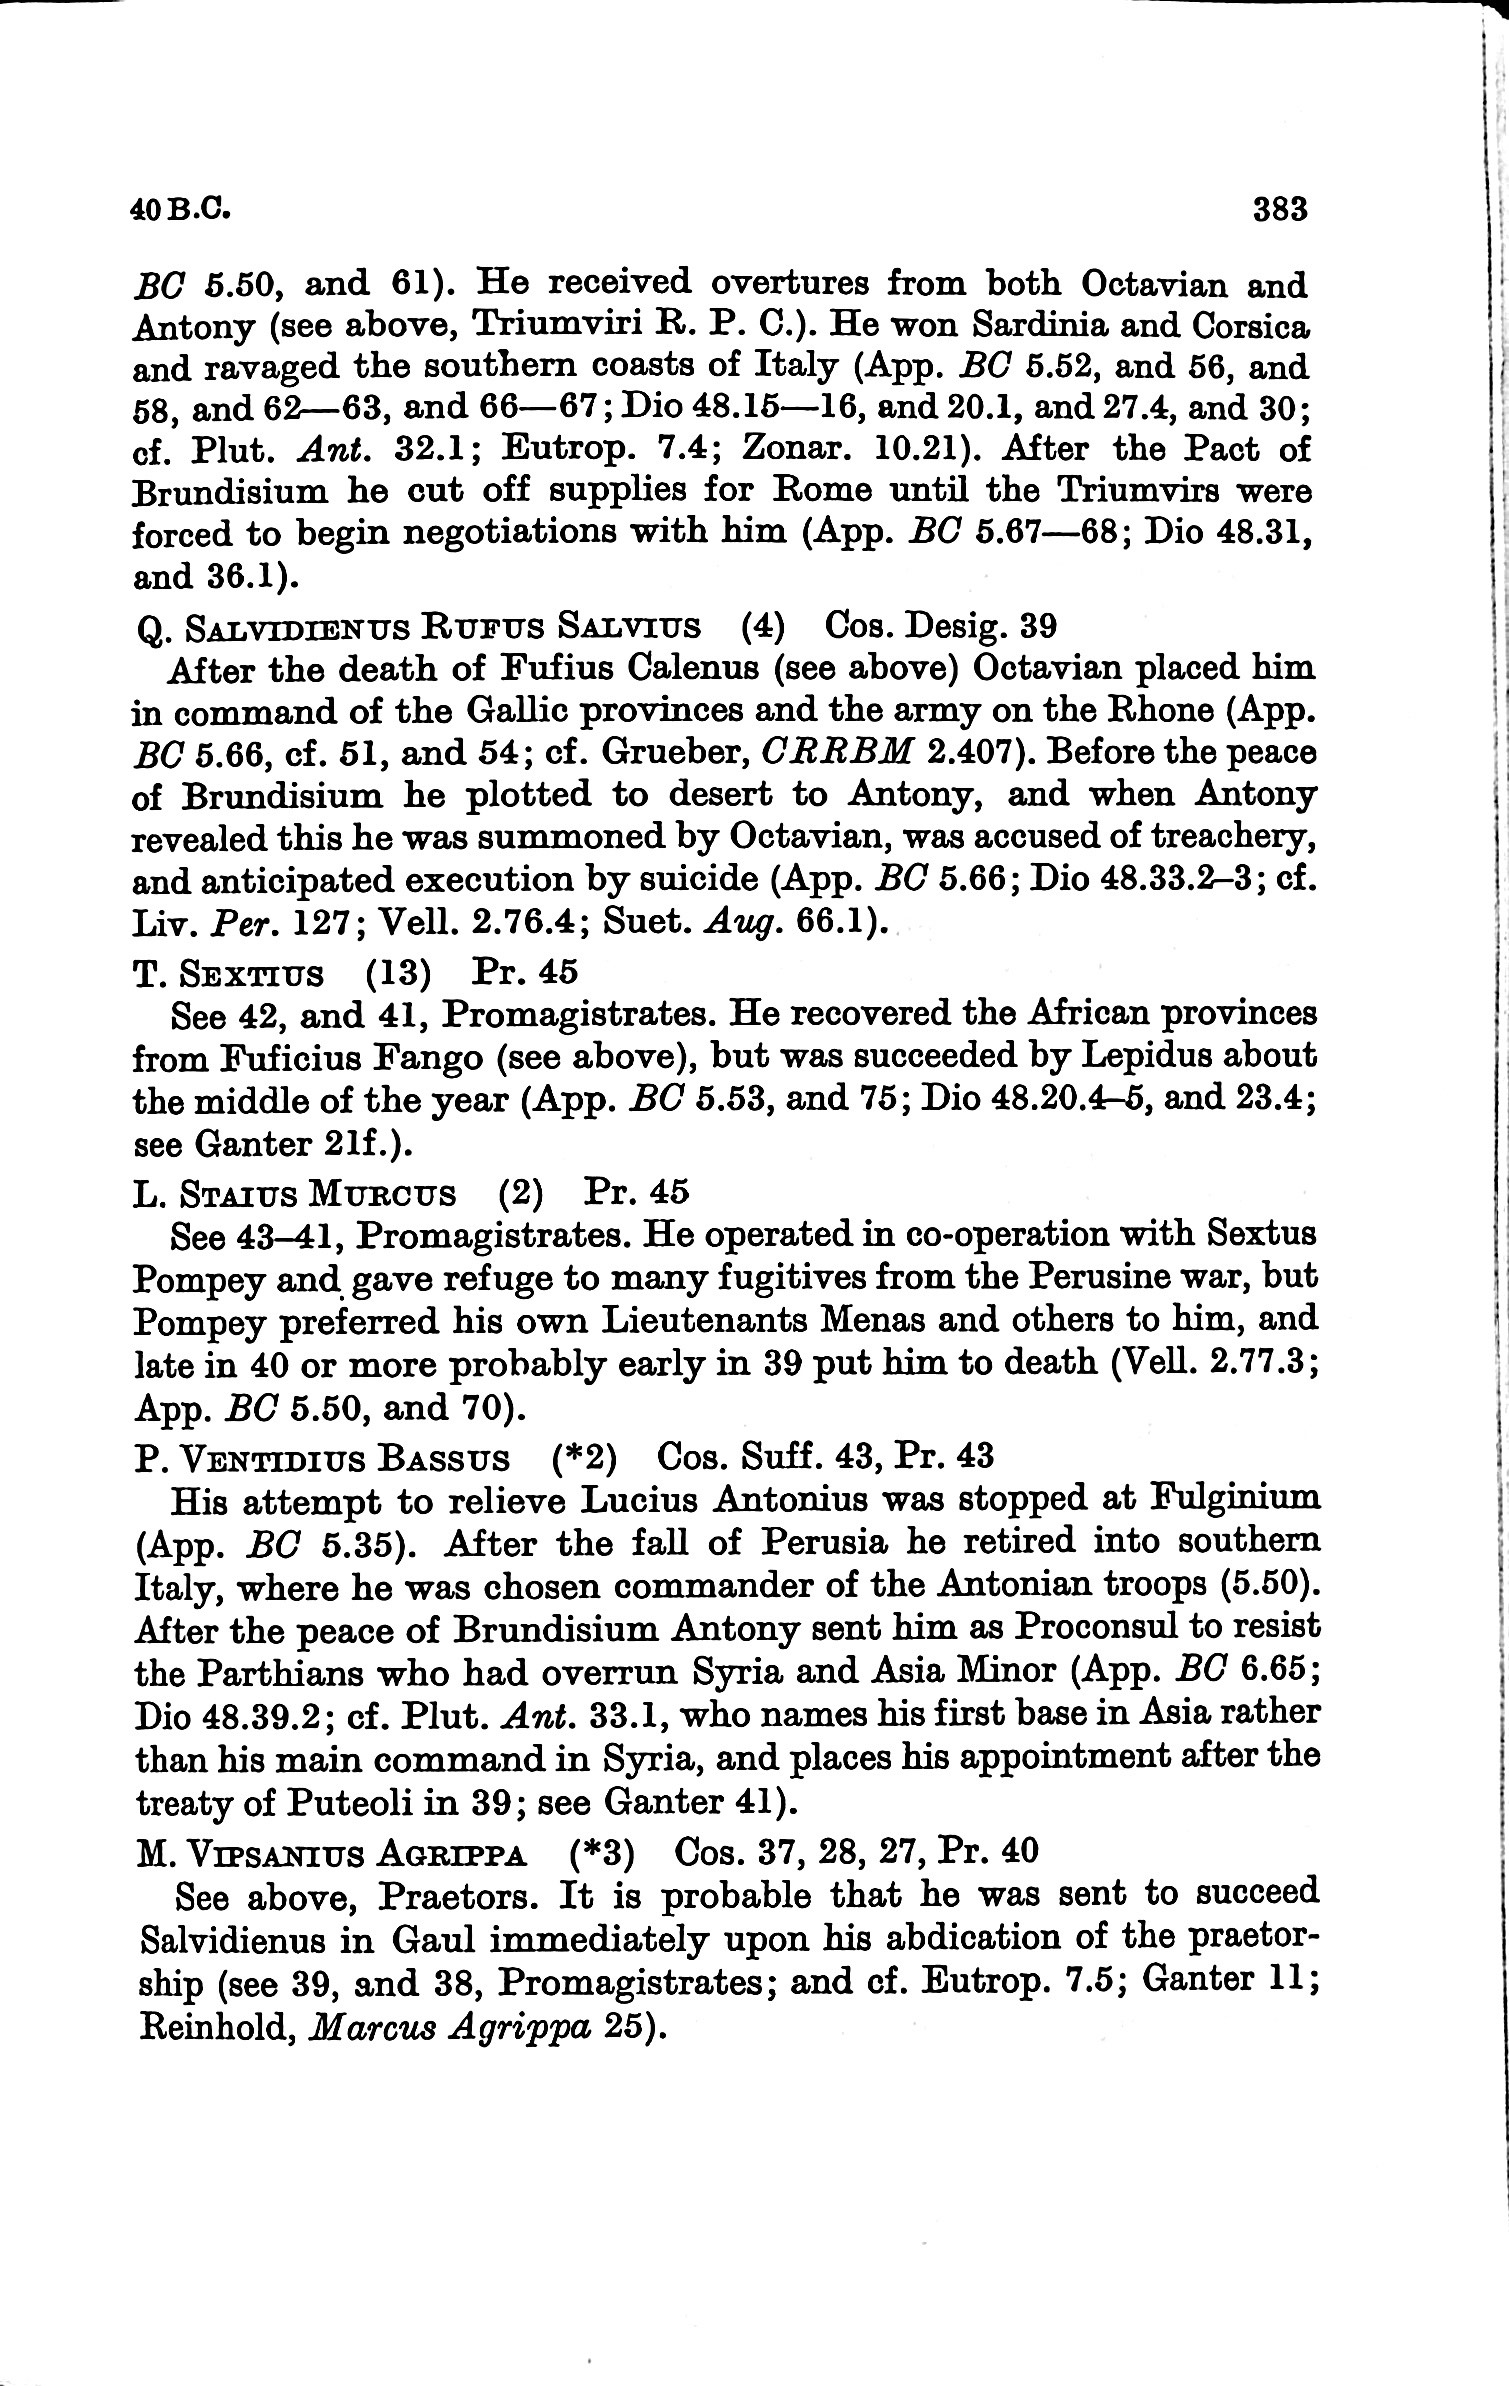 40 B.C. 383
BC 5.50, and 61). He received overtures from both Octavian and
Antony (see above, Triumviri R. P. C.). He won Sardinia and Corsica
and ravaged the southern coasts of Italy (App. BC 5.52, and 56, and
58, and 62—63, and 66—67; Dio 48.15—16, and 20.1, and 27.4, and 30;
cf. Plut. Ant. 32.1; Eutrop. 7.4; Zonar. 10.21). After the Pact of
Brundisium he cut off supplies for Rome until the Triumvirs were
forced to begin negotiations with him (App. BC 5.67—68; Dio 48.31,
and 36.1).
Q. SALVIDIENUS RUFUS SALVIUS (4) Cos. Desig. 39
After the death of Fufius Calenus (see above) Octavian placed him
in command of the Gallic provinces and the army on the Rhone (App.
BC 5.66, cf. 51, and 54; cf. Grueber, CRRBM 2.407). Before the peace
of Brundisium he plotted to desert to Antony, and when Antony
revealed this he was summoned by Octavian, was accused of treachery,
and anticipated execution by suicide (App. BC 5.66; Dio 48.33.2–3; cf.
Liv. Per. 127; Vell. 2.76.4; Suet. Aug. 66.1).
T. SEXTIUS (13) Pr. 45
See 42, and 41, Promagistrates. He recovered the African provinces
from Fuficius Fango (see above), but was succeeded by Lepidus about
the middle of the year (App. BC 5.53, and 75; Dio 48.20.4–5, and 23.4;
see Ganter 21f.).
L. STAIUS MURCUS (2) Pr. 45
See 43–41, Promagistrates. He operated in co-operation with Sextus
Pompey and gave refuge to many fugitives from the Perusine war, but
Pompey preferred his own Lieutenants Menas and others to him, and
late in 40 or more probably early in 39 put him to death (Vell. 2.77.3;
App. BC 5.50, and 70).
P. VENTIDIUS BASSUS (*2) Cos. Suff. 43, Pr. 43
His attempt to relieve Lucius Antonius was stopped at Fulginium
(App. BC 5.35). After the fall of Perusia he retired into southern
Italy, where he was chosen commander of the Antonian troops (5.50).
After the peace of Brundisium Antony sent him as Proconsul to resist
the Parthians who had overrun Syria and Asia Minor (App. BC 6.65;
Dio 48.39.2; cf. Plut. Ant. 33.1, who names his first base in Asia rather
than his main command in Syria, and places his appointment after the
treaty of Puteoli in 39; see Ganter 41).
M. VIPSANIUS AGRIPPA (*3) Cos. 37, 28, 27, Pr. 40
See above, Praetors. It is probable that he was sent to succeed
Salvidienus in Gaul immediately upon his abdication of the praetor-
ship (see 39, and 38, Promagistrates; and cf. Eutrop. 7.5; Ganter 11;
Reinhold, Marcus Agrippa 25).